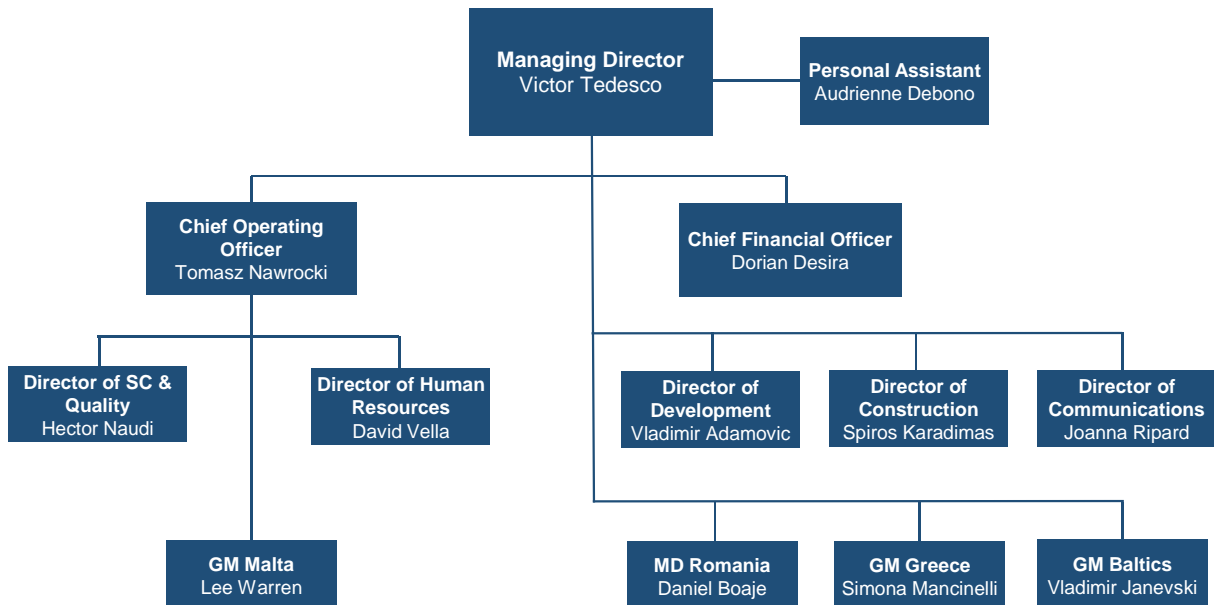 Managing Director
Victor Tedesco
Personal Assistant
Audrienne Debono
Chief Operating
Officer
Tomasz Nawrocki
Chief Financial Officer
Dorian Desira
Director of SC &
Quality
Hector Naudi
Director of Human
Resources
David Vella
Director of
Development
Vladimir Adamovic
Director of
Construction
Spiros Karadimas
Director of
Communications
Joanna Ripard
GM Malta
Lee Warren
MD Romania
Daniel Boaje
GM Greece
Simona Mancinelli
GM Baltics
Vladimir Janevski